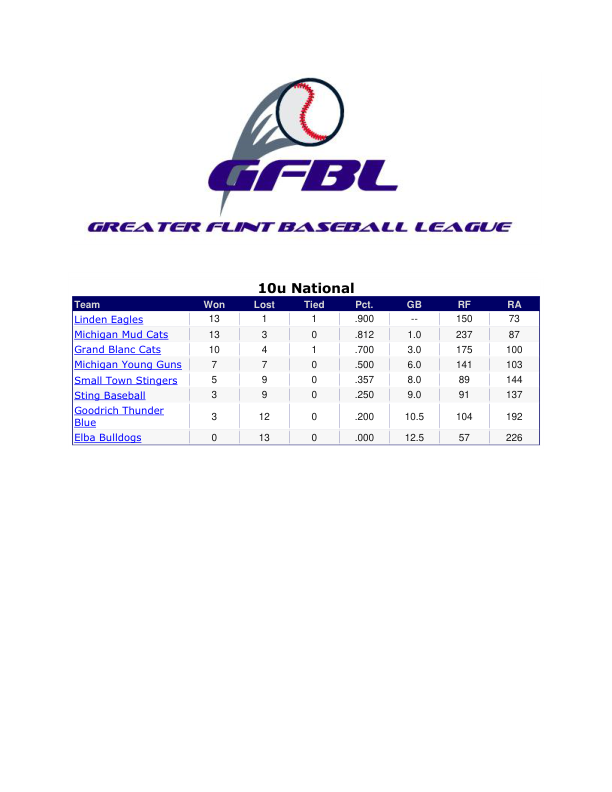 GFBL
GREATER FLINT BASEBALL LEAGUE
10u National
Team Won Lost Tied Pct. GB RF RA
Linden Eagles 13 1 1 .900 -- 150 73
Michigan Mud Cats 13 3 0 .812 1.0 237 87
Grand Blanc Cats 10 4 1 .700 3.0 175 100
Michigan Young Guns 7 7 0 .500 6.0 141 103
Small Town Stingers 5 9 0 .357 8.0 89 144
Sting Baseball 3 9 0 .250 9.0 91 137
Goodrich Thunder
Blue 3 12 0 .200 10.5 104 192
Elba Bulldogs 0 13 0 .000 12.5 57 226